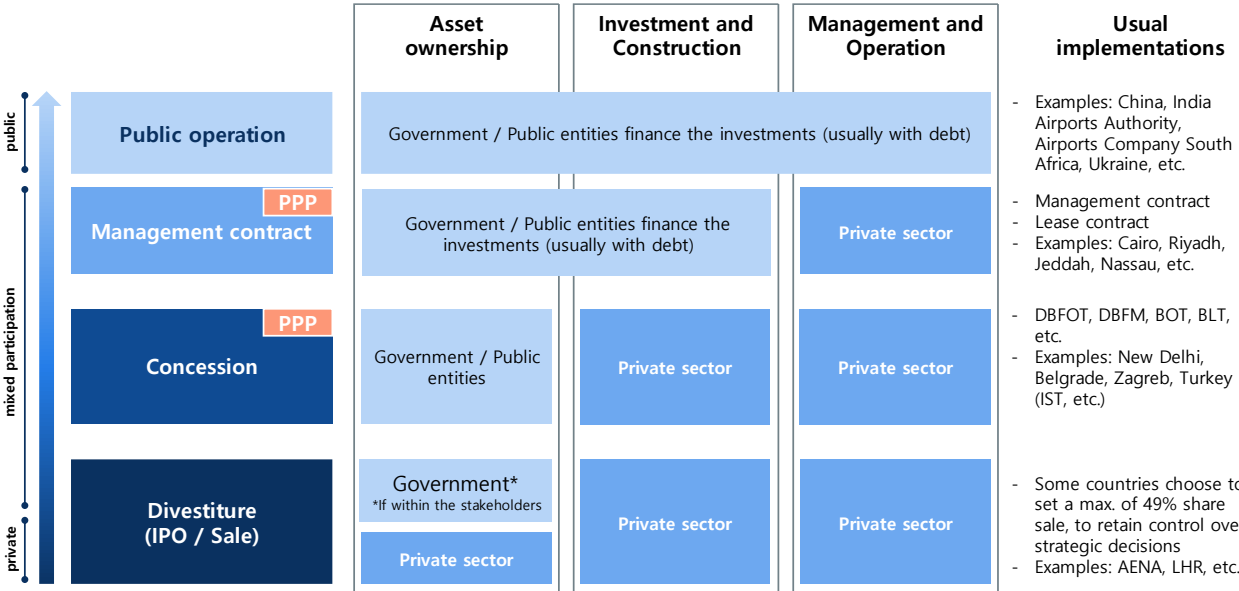 Asset
ownership
Investment and
Construction
Management and
Operation
Usual
implementations
public
Public operation
Government / Public entities finance the investments (usually with debt)
- Examples: China, India
Airports Authority,
Airports Company South
Africa, Ukraine, etc.
mixed participation
PPP
Management contract
Government / Public entities finance the
investments (usually with debt)
Private sector
- Management contract
- Lease contract
- Examples: Cairo, Riyadh,
Jeddah, Nassau, etc.
PPP
Concession
Government / Public
entities
Private sector
Private sector
- DBFOT, DBFM, BOT, BLT,
etc.
- Examples: New Delhi,
Belgrade, Zagreb, Turkey
(IST, etc.)
private
Divestiture
(IPO / Sale)
Government*
*If within the stakeholders
Private sector
Private sector
Private sector
- Some countries choose to
set a max. of 49% share
sale, to retain control ove
strategic decisions
- Examples: AENA, LHR, etc.